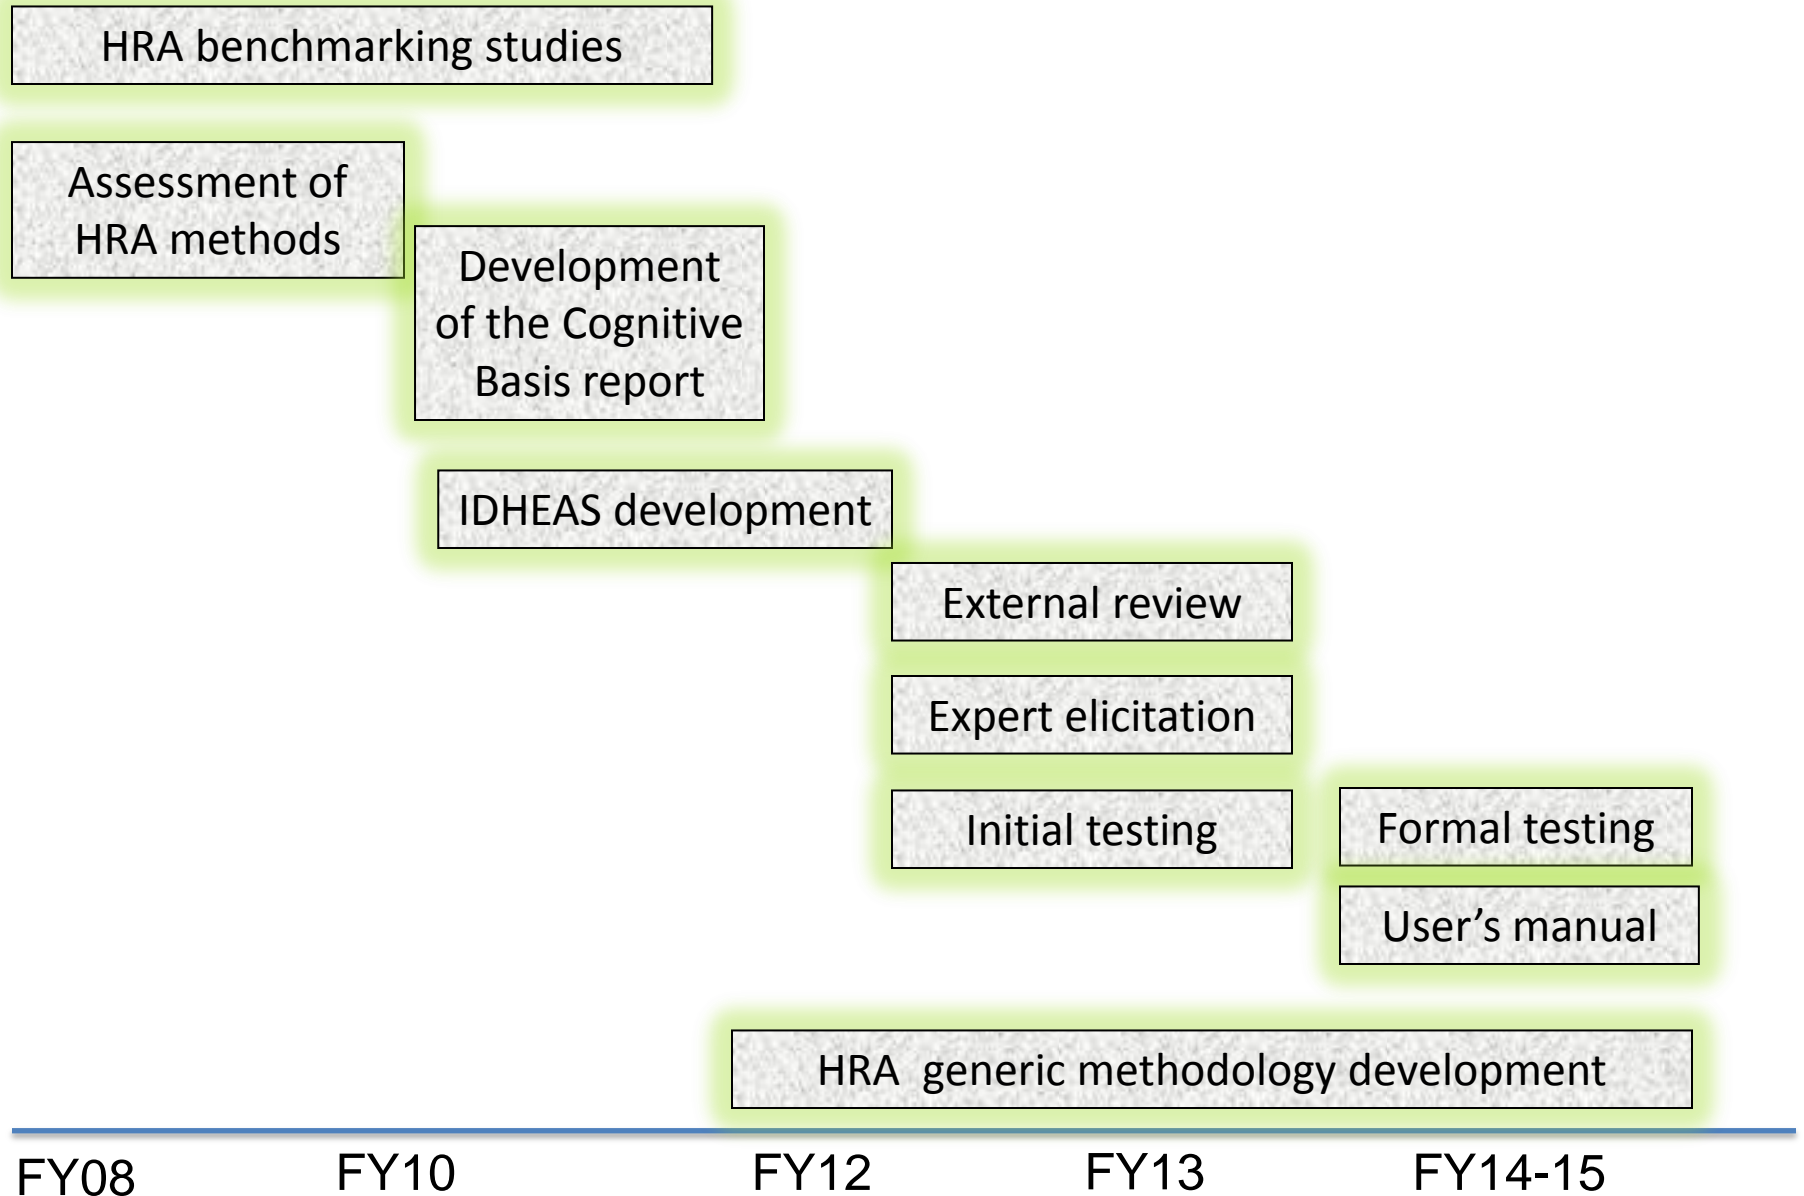 HRA benchmarking studies
Assessment of
HRA methods
Development
of the Cognitive
Basis report
IDHEAS development
External review
Expert elicitation
Initial testing
Formal testing
User’s manual
HRA  generic methodology development
FY08
FY10
FY12
FY13
FY14-15